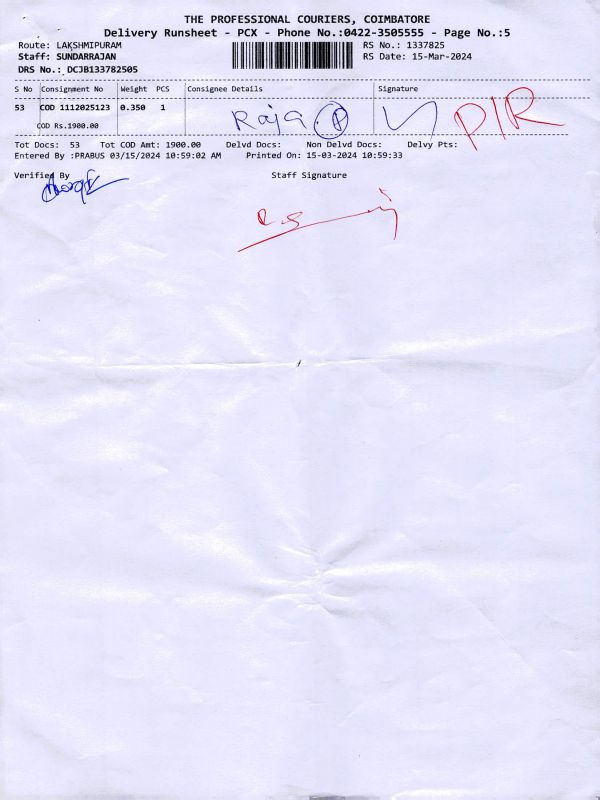 THE PROFESSIONAL COURIERS, COIMBATORE
Delivery Runsheet - PCX - Phone No.:0422-3505555 - Page No.:5
Route: LAKSHMIPURAM RS No.: 1337825
Staff: SUNDARRAJAN RS Date: 15-Mar-2024
DRS No.: DCJB133782505
S No Consignment No Weight PCS Consignee Details Signature
53 COD 1112025123 0.350 1 Raja.P P/R
COD Rs.1900.00
Tot Docs: 53 Tot COD Amt: 1900.00 Delvd Docs: Non Delvd Docs: Delvy Pts:
Entered By :PRABUS 03/15/2024 10:59:02 AM Printed On: 15-03-2024 10:59:33
Verified By Staff Signature